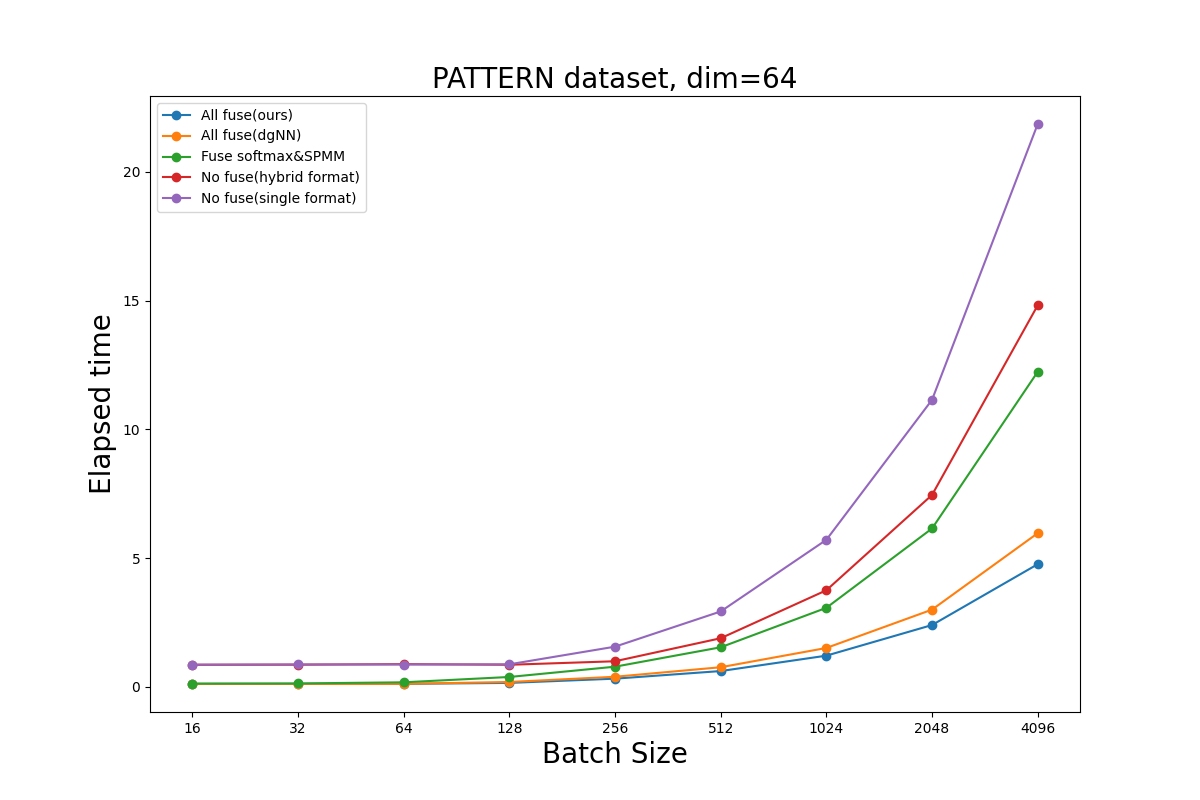 PATTERN dataset, dim=64
All fuse(ours)
All fuse(dgNN)
Fuse softmax&SPMM
No fuse(hybrid format)
No fuse(single format)
Elapsed time
20
15
10
5
0
16 32 64 128 256 512 1024 2048 4096
Batch Size